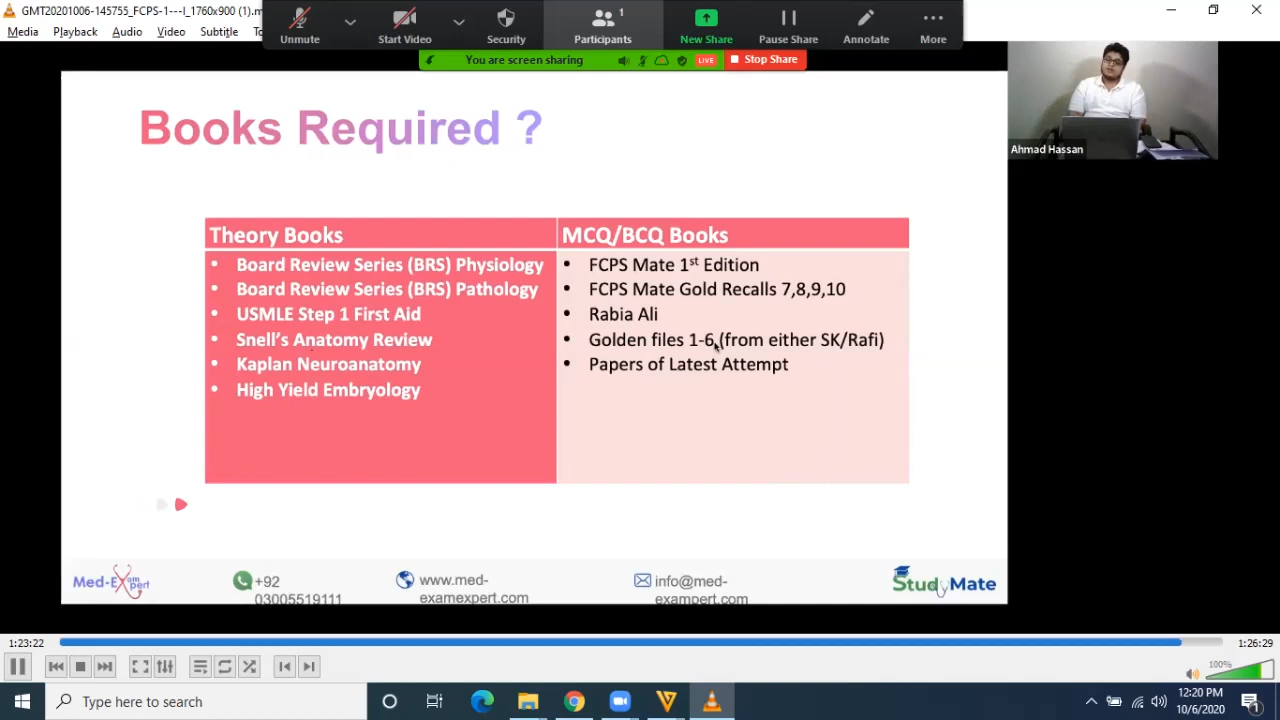 GMT20201006-145755_FCPS-1---I_1760x900 (1).m
Media Playback Audio Video Subtitle To
Unmute
Start Video
Security
1
Participants
New Share
Pause Share
Annotate
More
You are screen sharing
LIVE
Stop Share
Ahmad Hassan
Books Required ?
Theory Books
• Board Review Series (BRS) Physiology
• Board Review Series (BRS) Pathology
• USMLE Step 1 First Aid
• Snell's Anatomy Review
• Kaplan Neuroanatomy
• High Yield Embryology
MCQ/BCQ Books
• FCPS Mate 1st Edition
• FCPS Mate Gold Recalls 7,8,9,10
• Rabia Ali
• Golden files 1-6 (from either SK/Rafi)
• Papers of Latest Attempt
Med-Exam
pert
+92
03005519111
www.med-
examexpert.com
info@med-
exampert.com
StudyMate
1:23:22
1:26:29
100%
Type here to search
12:20 PM
10/6/2020
1